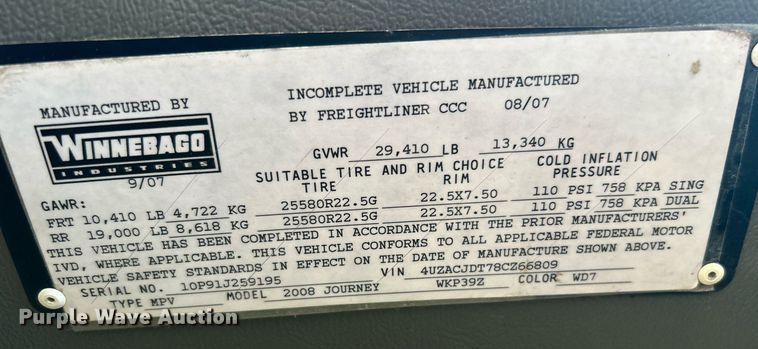 MANUFACTURED BY
WINNEBAGO
INDUSTRIES
9/07
INCOMPLETE VEHICLE MANUFACTURED
BY FREIGHTLINER CCC 08/07
GVWR 29,410 LB 13,340 KG
SUITABLE TIRE AND RIM CHOICE COLD INFLATION
TIRE RIM PRESSURE
GAWR:
FRT 10,410 LB 4,722 KG 25580R22.5G 22.5X7.50 110 PSI 758 KPA SING
RR 19,000 LB 8,618 KG 25580R22.5G 22.5X7.50 110 PSI 758 KPA DUAL
THIS VEHICLE HAS BEEN COMPLETED IN ACCORDANCE WITH THE PRIOR MANUFACTURERS'
IVD, WHERE APPLICABLE. THIS VEHICLE CONFORMS TO ALL APPLICABLE FEDERAL MOTOR
VEHICLE SAFETY STANDARDS IN EFFECT ON THE DATE OF MANUFACTURE SHOWN ABOVE.
SERIAL NO. 10P91J259195 VIN 4UZACJDT78CZ66809
TYPE MPV MODEL 2008 JOURNEY WKP39Z COLOR WD7
Purple Wave Auction